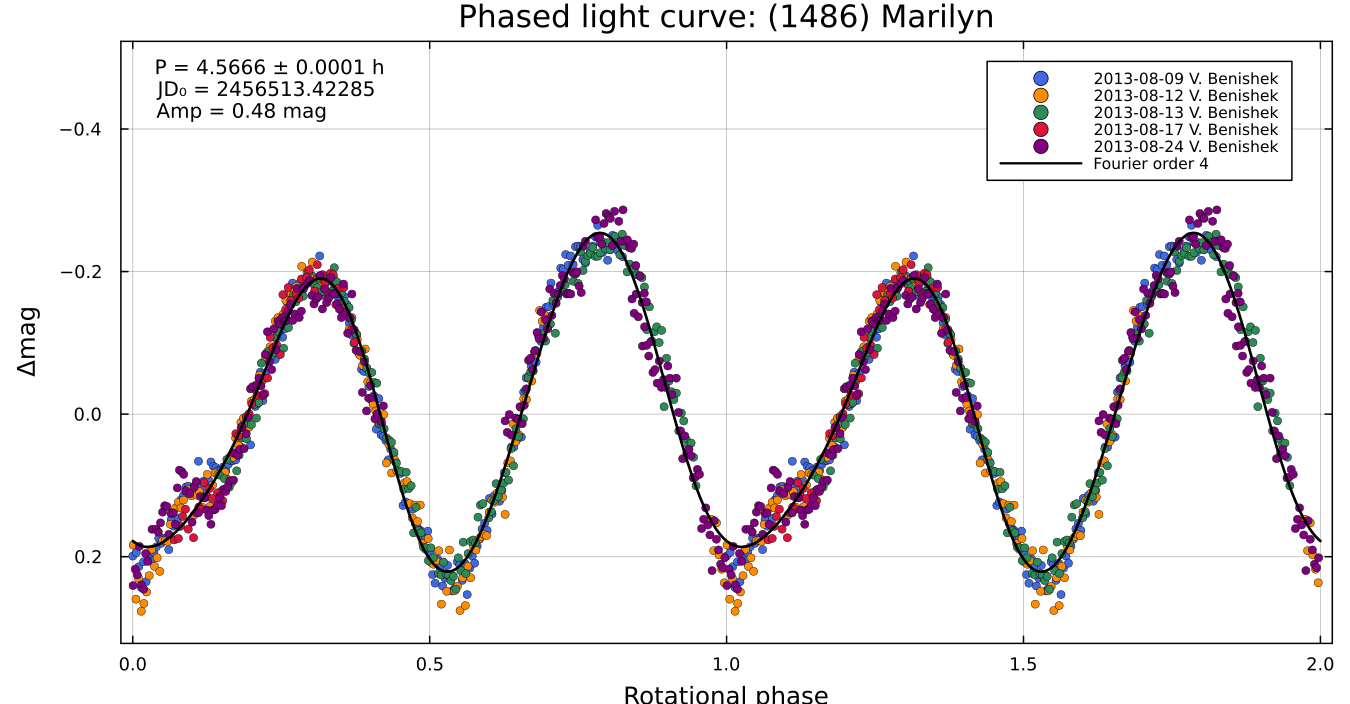 Phased light curve: (1486) Marilyn
P = 4.5666 ± 0.0001 h
JD₀ = 2456513.42285
Amp = 0.48 mag
2013-08-09 V. Benishek
2013-08-12 V. Benishek
2013-08-13 V. Benishek
2013-08-17 V. Benishek
2013-08-24 V. Benishek
Fourier order 4
Δmag
−0.4
−0.2
0.0
0.2
0.0 0.5 1.0 1.5 2.0
Rotational phase